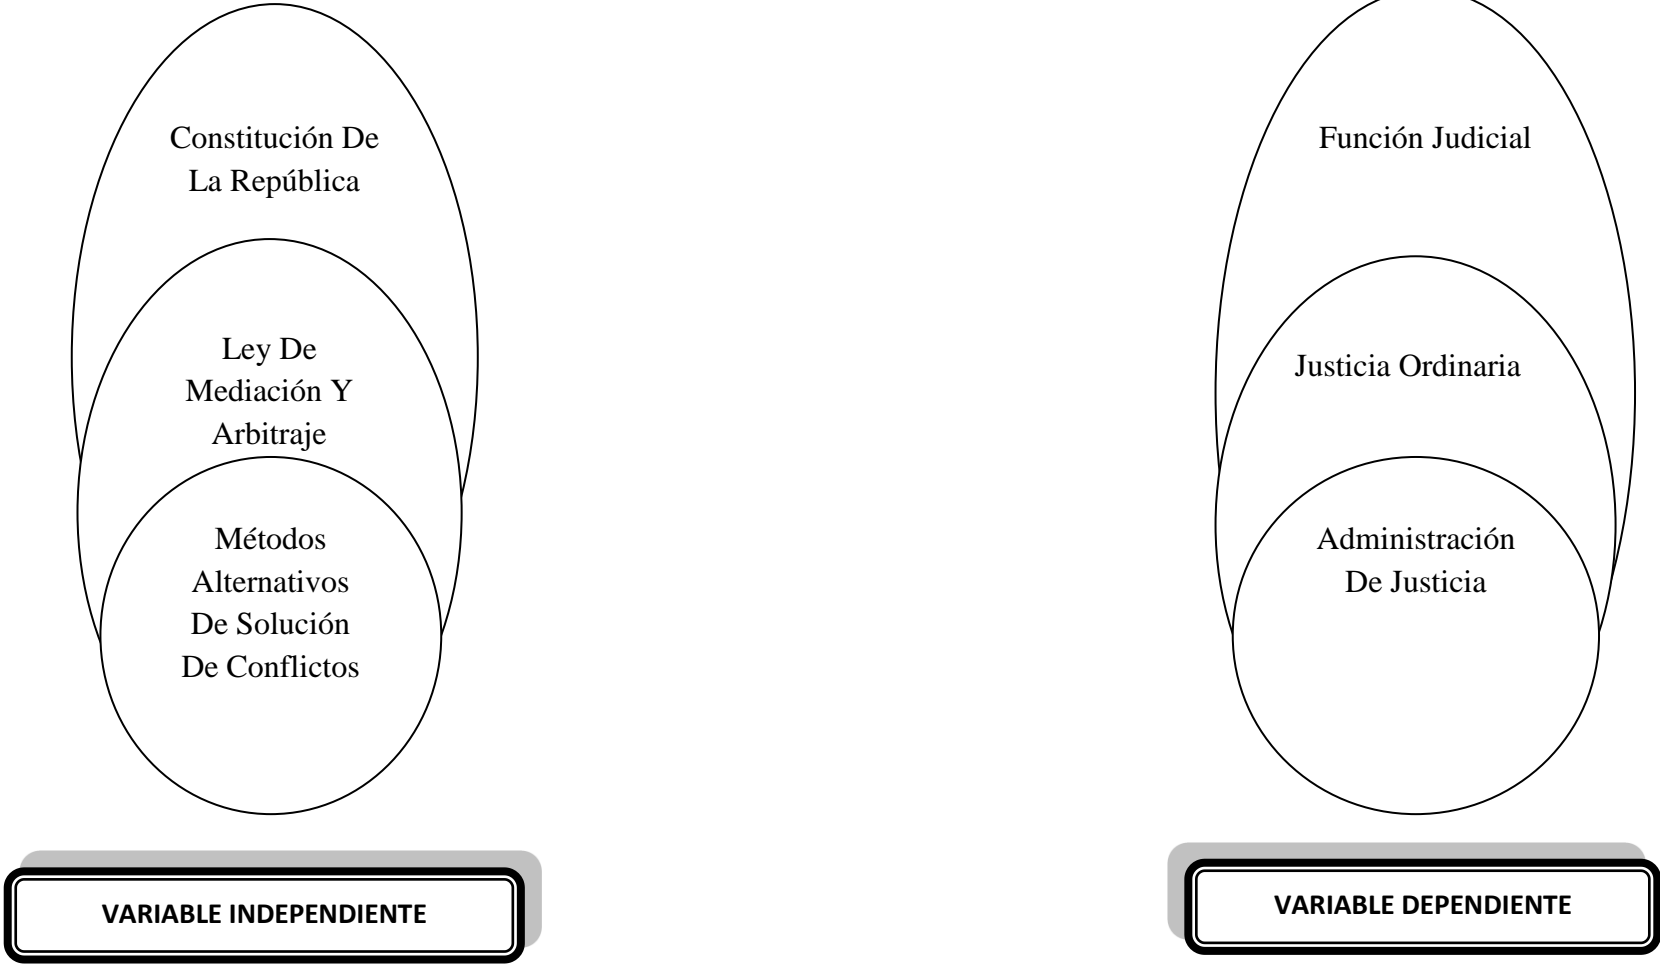 Constitución De
La República
Ley De
Mediación Y
Arbitraje
Métodos
Alternativos
De Solución
De Conflictos
VARIABLE INDEPENDIENTE
Función Judicial
Justicia Ordinaria
Administración
De Justicia
VARIABLE DEPENDIENTE